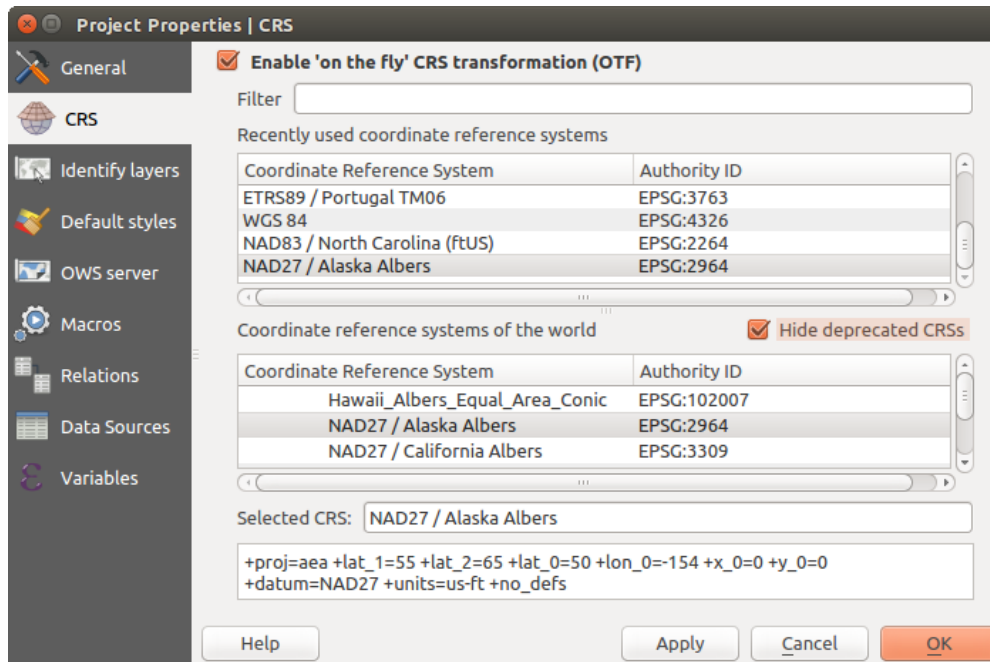 Project Properties | CRS
General
CRS
Identify layers
Default styles
OWS server
Macros
Relations
Data Sources
Variables
Enable 'on the fly' CRS transformation (OTF)
Filter
Recently used coordinate reference systems
Coordinate Reference System Authority ID
ETRS89 / Portugal TM06 EPSG:3763
WGS 84 EPSG:4326
NAD83 / North Carolina (ftUS) EPSG:2264
NAD27 / Alaska Albers EPSG:2964
Coordinate reference systems of the world Hide deprecated CRSs
Coordinate Reference System Authority ID
Hawaii_Albers_Equal_Area_Conic EPSG:102007
NAD27 / Alaska Albers EPSG:2964
NAD27 / California Albers EPSG:3309
Selected CRS: NAD27 / Alaska Albers
+proj=aea +lat_1=55 +lat_2=65 +lat_0=50 +lon_0=-154 +x_0=0 +y_0=0
+datum=NAD27 +units=us-ft +no_defs
Help Apply Cancel OK